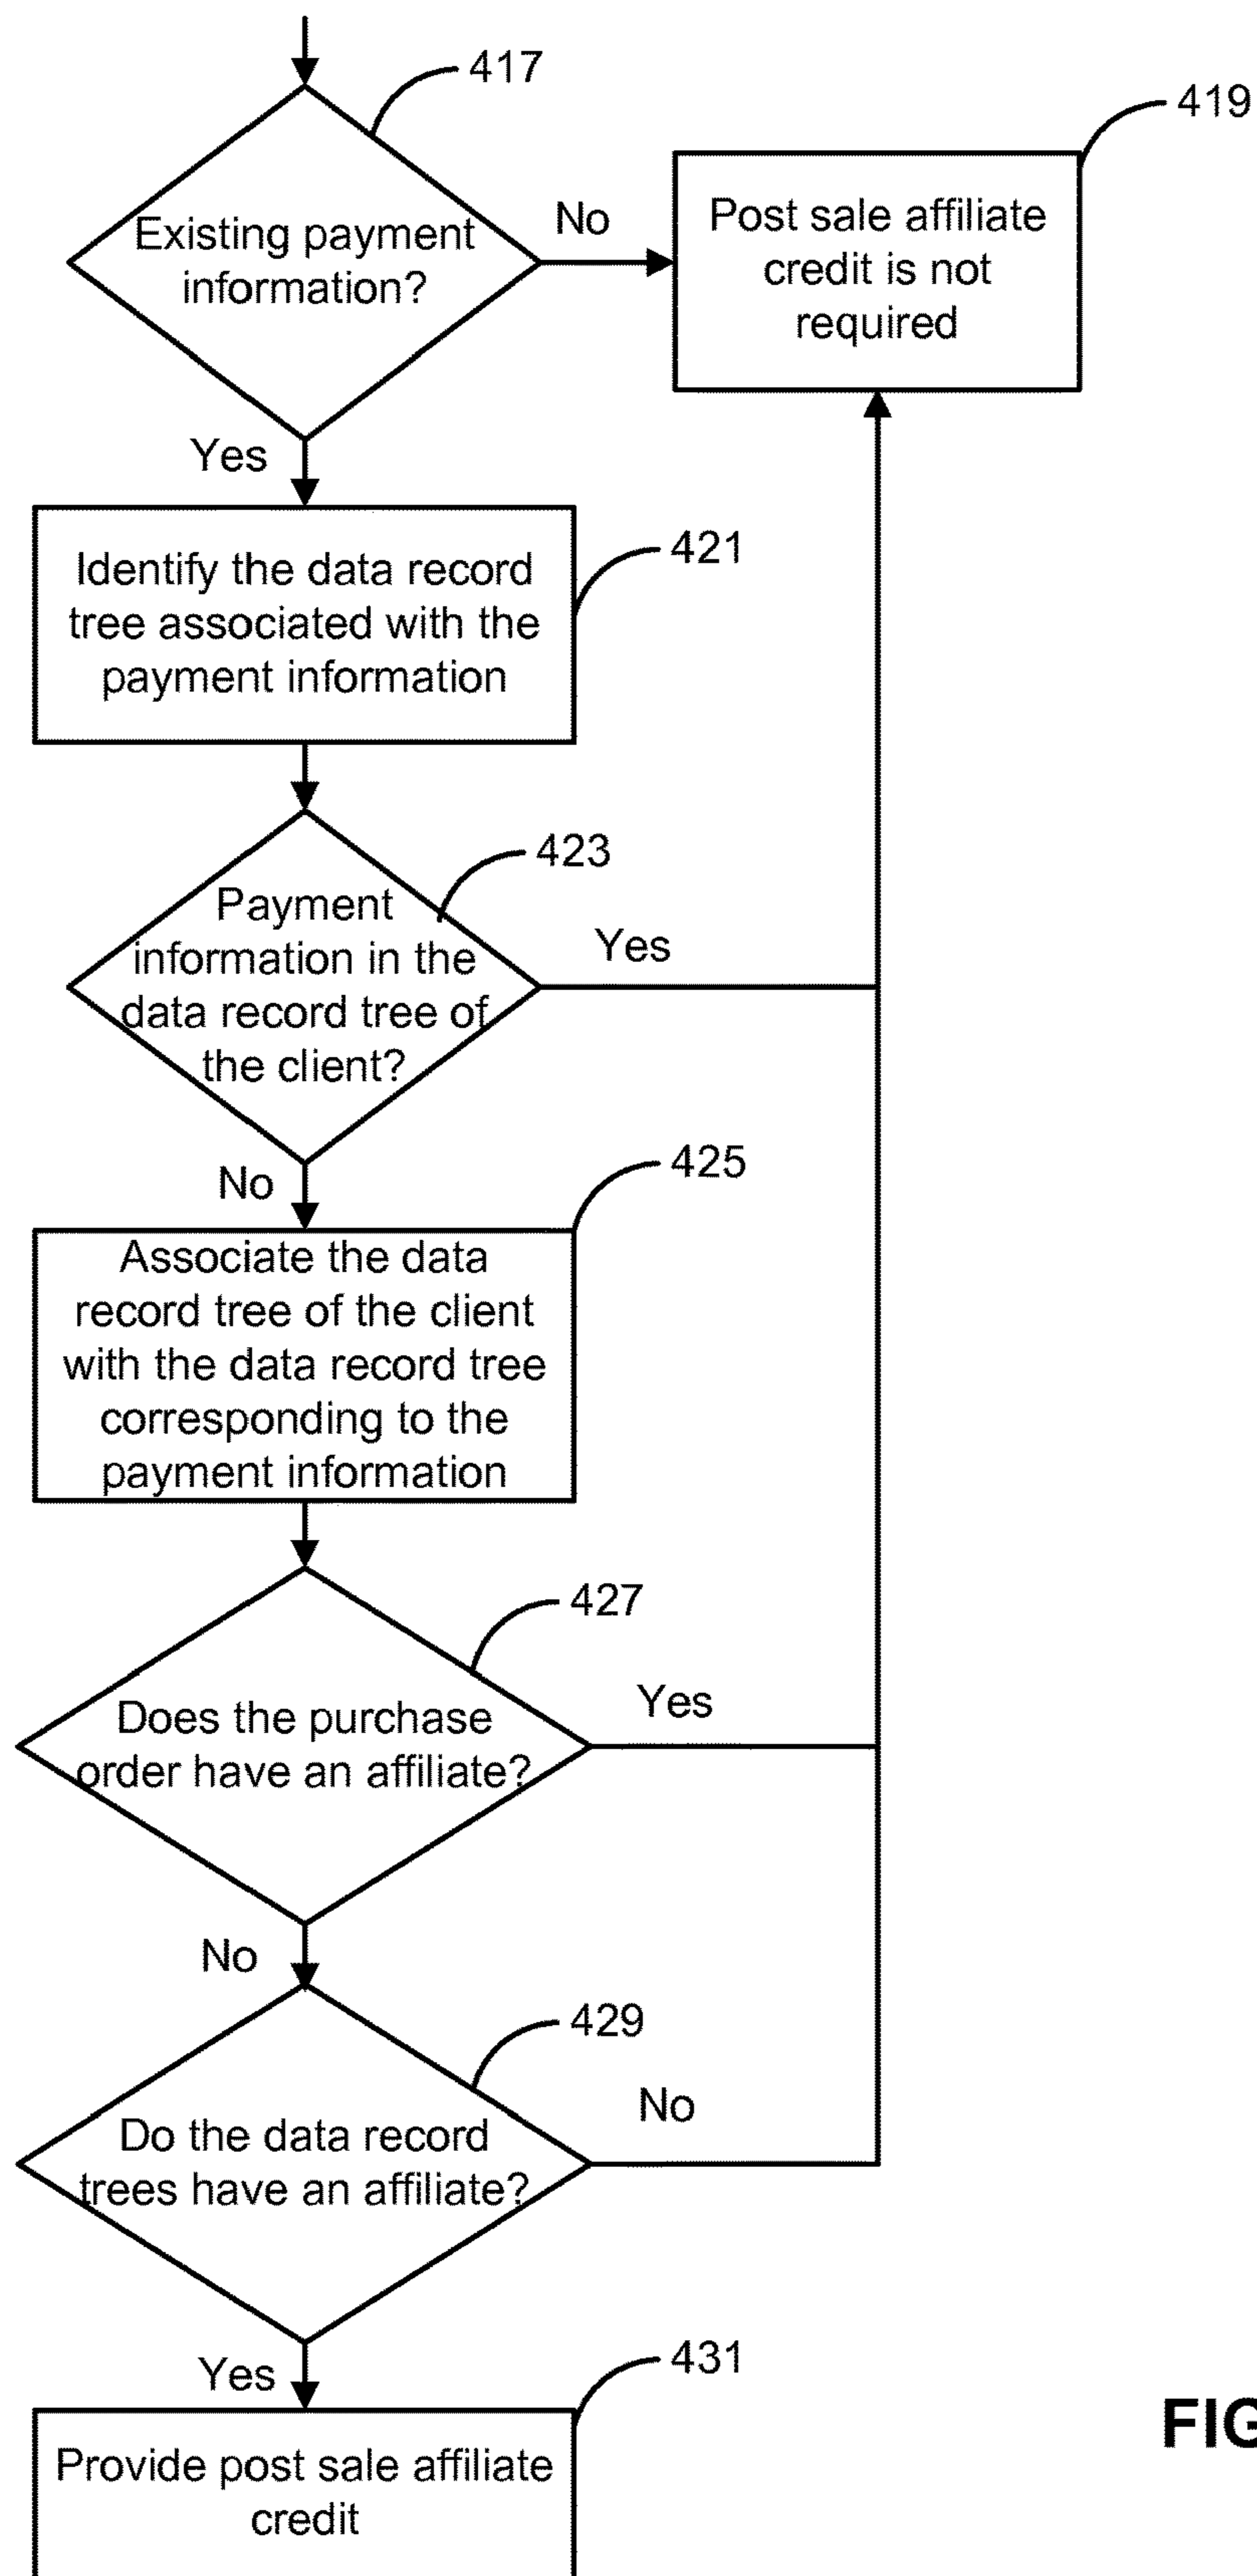 417
419
Existing payment
information?
No
Post sale affiliate
credit is not
required
Yes
Identify the data record
tree associated with the
payment information
421
423
Payment
information in the
data record tree of
the client?
Yes
No
425
Associate the data
record tree of the client
with the data record tree
corresponding to the
payment information
427
Does the purchase
order have an affiliate?
Yes
No
429
Do the data record
trees have an affiliate?
No
Yes
431
Provide post sale affiliate
credit